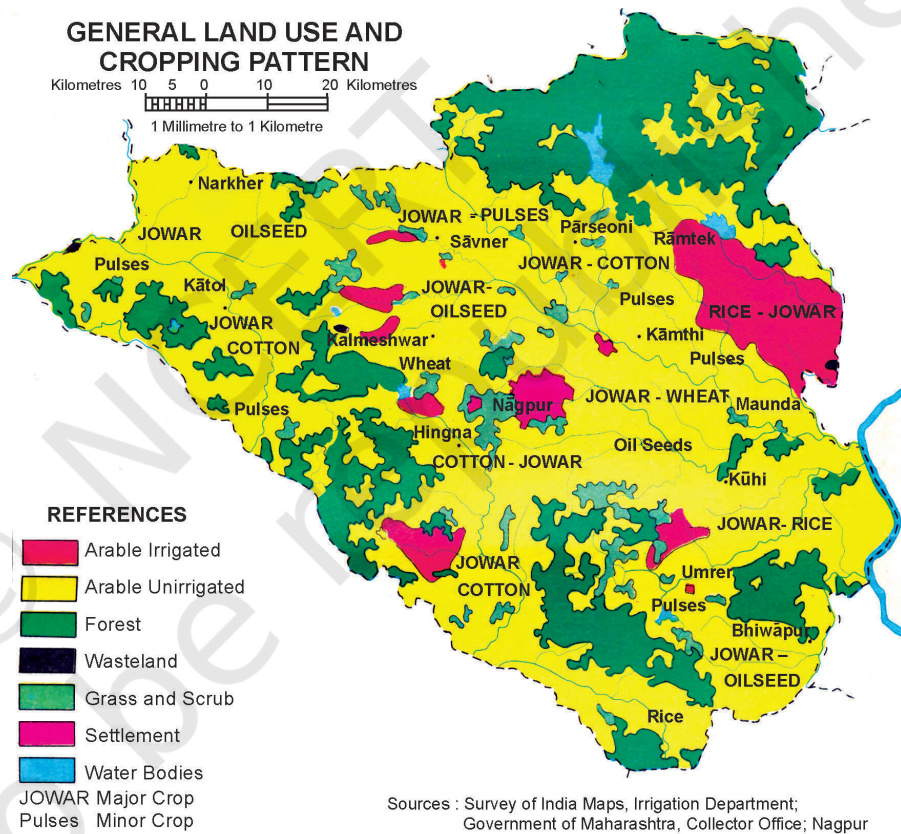 GENERAL LAND USE AND
CROPPING PATTERN
Kilometres 10 5 0 10 20 Kilometres
1 Millimetre to 1 Kilometre
Narkher
JOWAR OILSEED
JOWAR - PULSES
Sāvner
Pārseoni
Rāmtek
JOWAR - COTTON
Pulses
Kātol
JOWAR-
OILSEED
Pulses
RICE - JOWAR
JOWAR
COTTON
Kalmeshwar
Kāmthi
Wheat
Pulses
Pulses
Nāgpur
JOWAR - WHEAT
Maunda
Hingna
Oil Seeds
COTTON - JOWAR
Kūhi
JOWAR- RICE
JOWAR
COTTON
Umrer
Pulses
Bhiwāpur
JOWAR –
OILSEED
Rice
REFERENCES
Arable Irrigated
Arable Unirrigated
Forest
Wasteland
Grass and Scrub
Settlement
Water Bodies
JOWAR Major Crop
Pulses Minor Crop
Sources : Survey of India Maps, Irrigation Department;
Government of Maharashtra, Collector Office; Nagpur